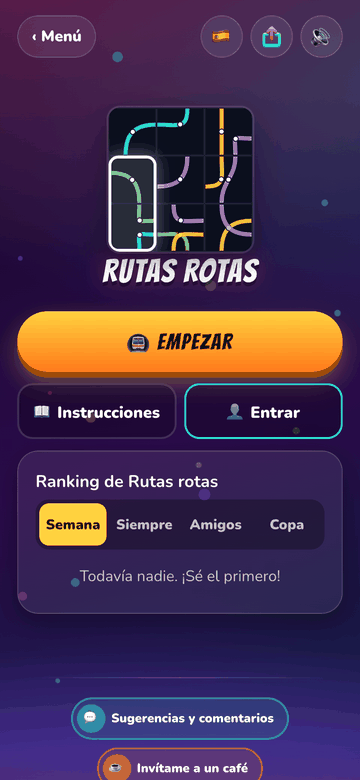 ‹ Menú
RUTAS ROTAS
EMPEZAR
Instrucciones
Entrar
Ranking de Rutas rotas
Semana Siempre Amigos Copa
Todavía nadie. ¡Sé el primero!
Sugerencias y comentarios
Invítame a un café